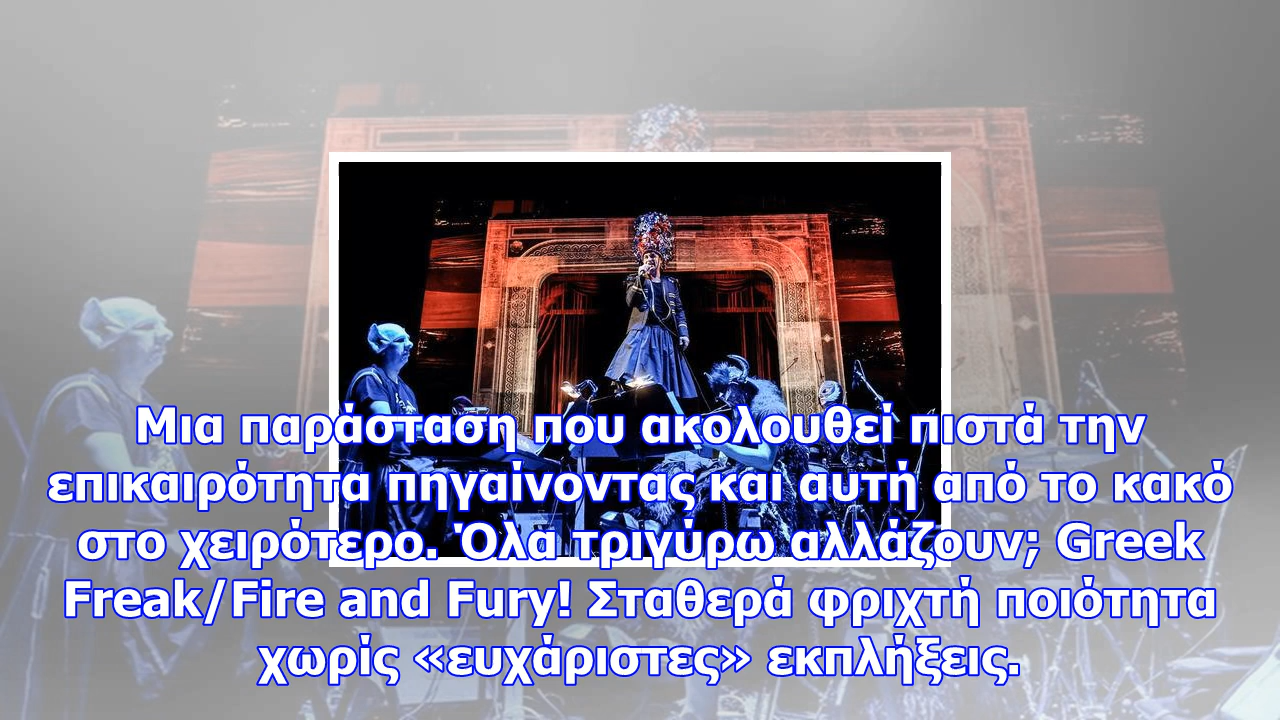 Μια παράσταση που ακολουθεί πιστά την
επικαιρότητα πηγαίνοντας και αυτή από το κακό
στο χειρότερο. Όλα τριγύρω αλλάζουν; Greek
Freak/Fire and Fury! Σταθερά φριχτή ποιότητα
χωρίς «ευχάριστες» εκπλήξεις.